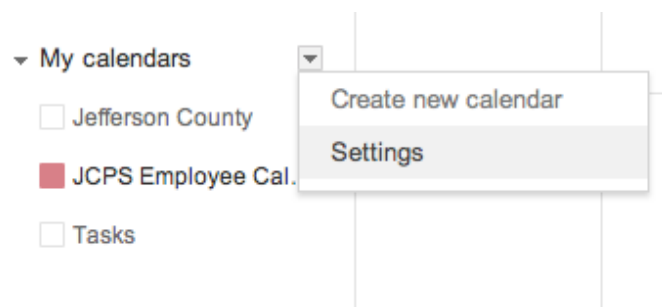 My calendars
Create new calendar
Jefferson County
Settings
JCPS Employee Cal.
Tasks